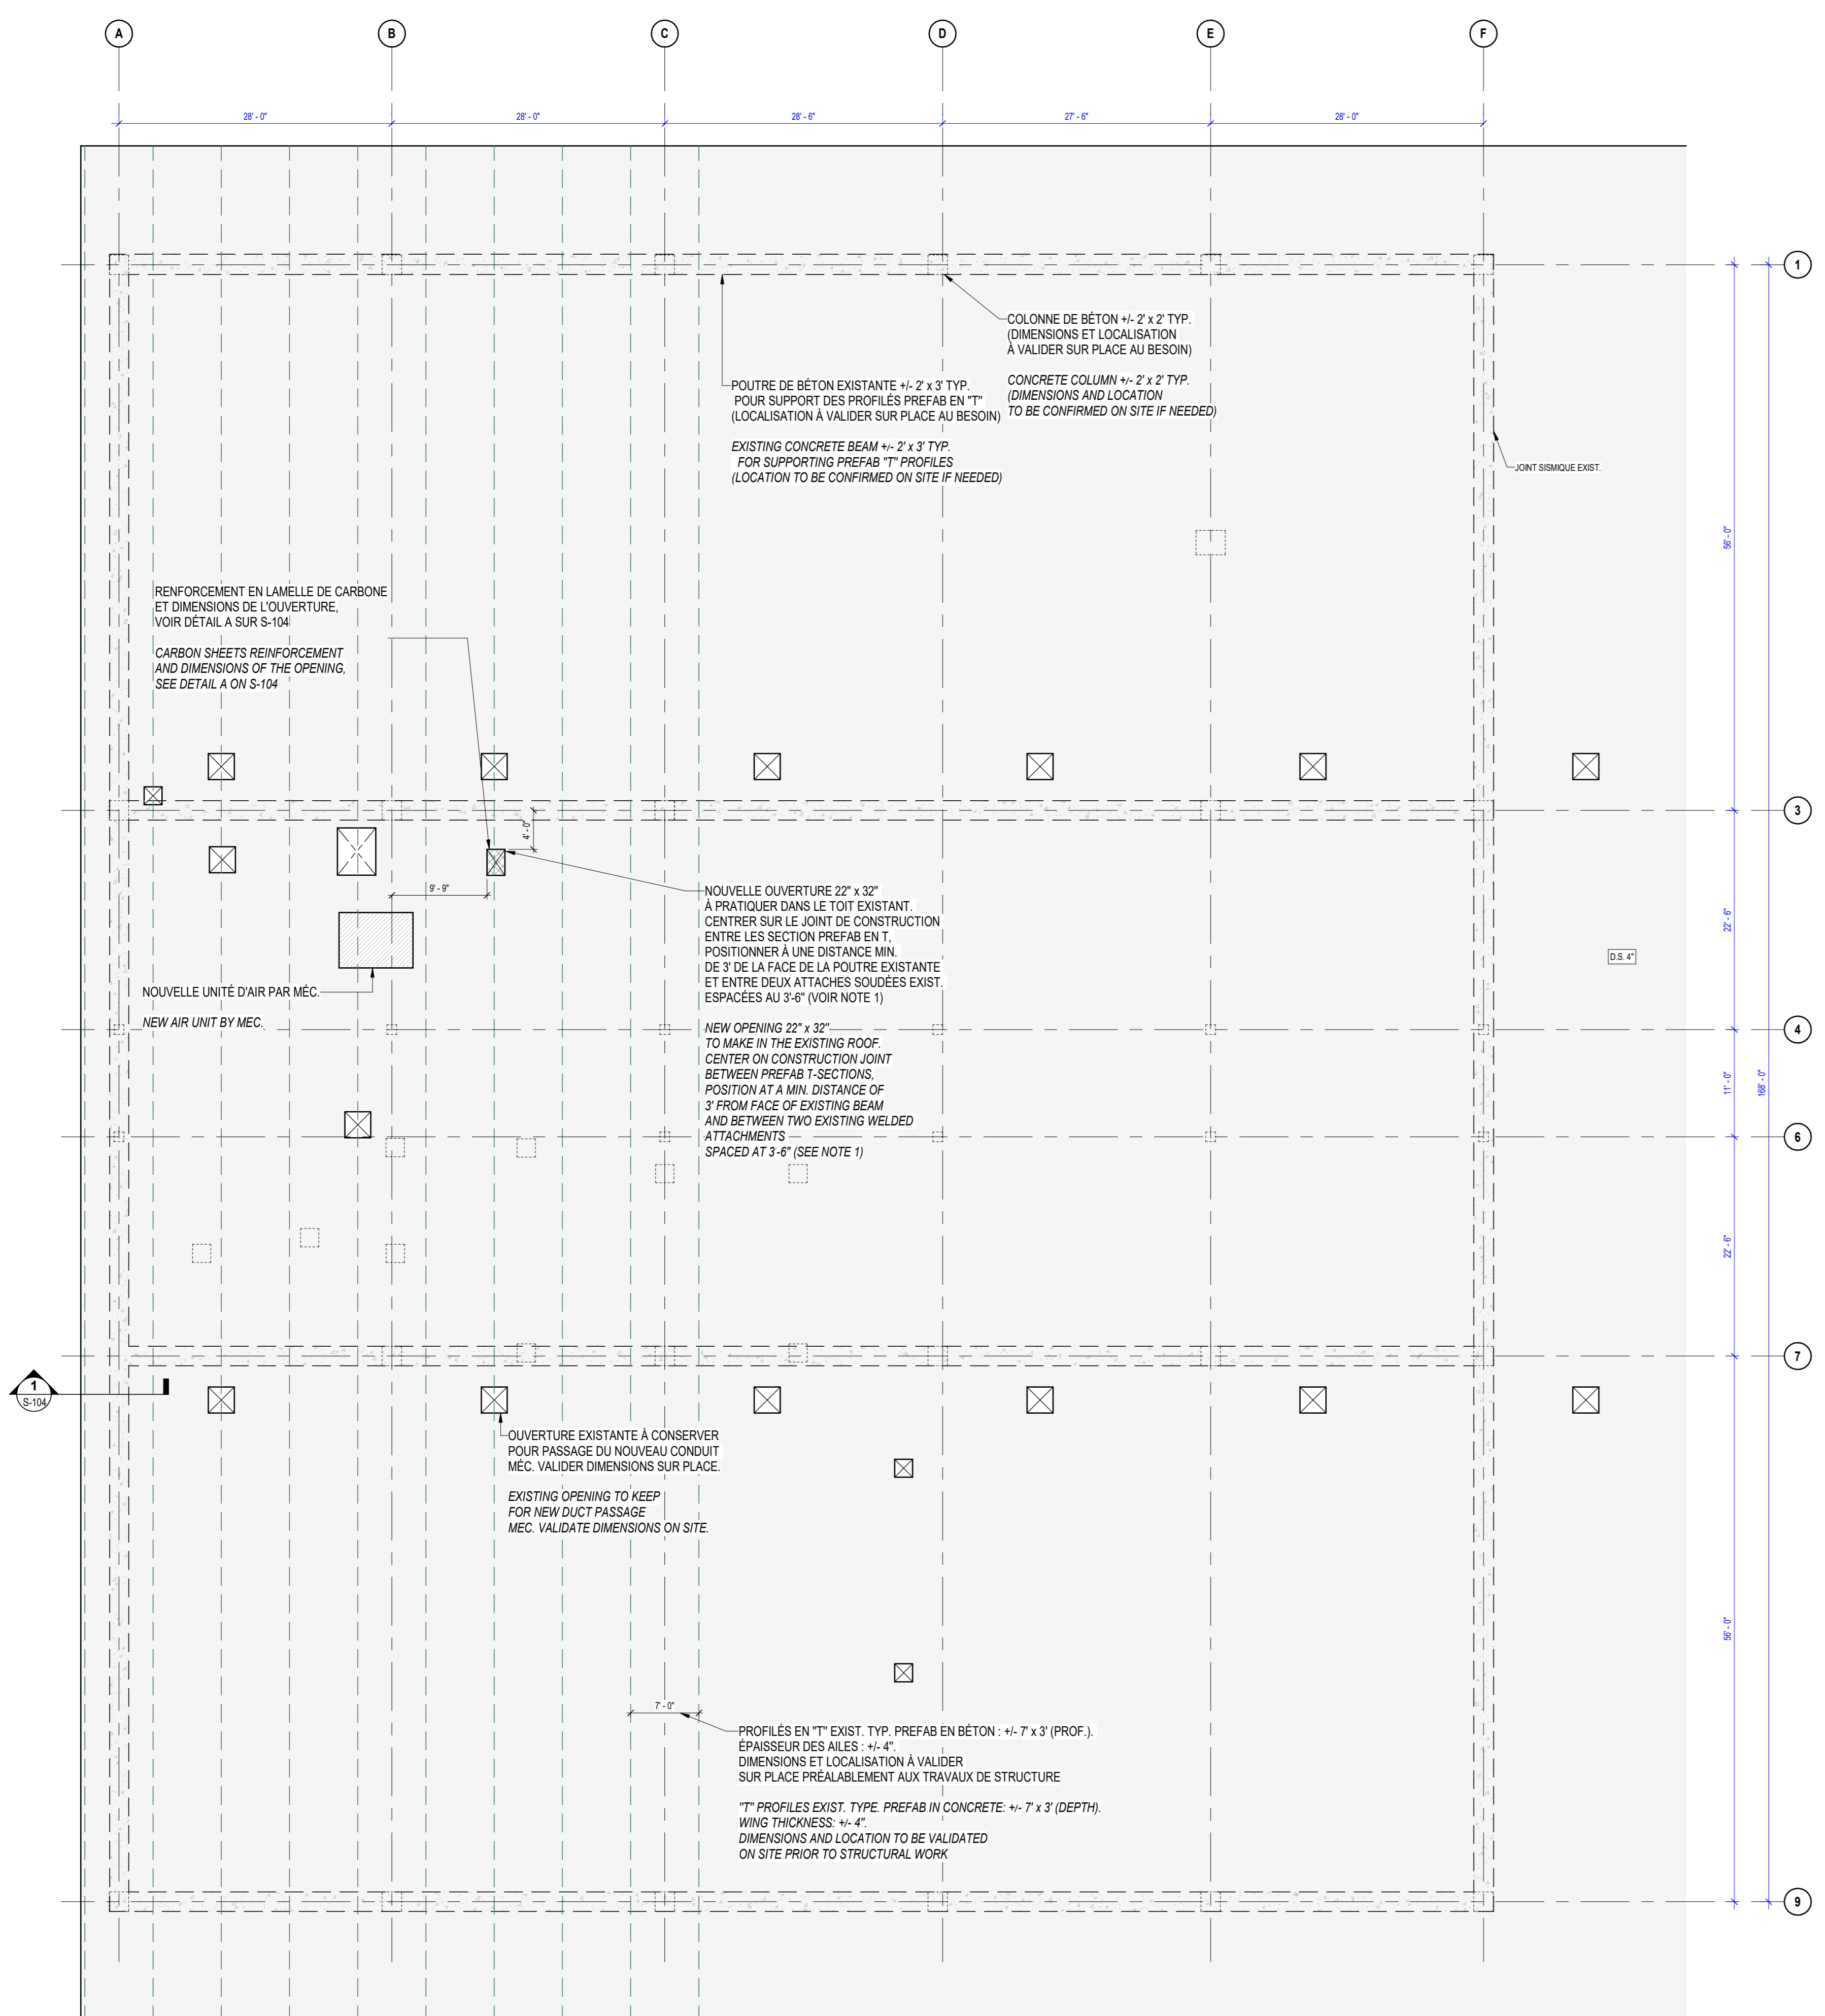 A
B
C
D
E
F
28' - 0"
28' - 0"
28' - 6"
27' - 6"
28' - 0"
1
COLONNE DE BÉTON +/- 2' x 2' TYP.
(DIMENSIONS ET LOCALISATION
À VALIDER SUR PLACE AU BESOIN)
CONCRETE COLUMN +/- 2' x 2' TYP.
(DIMENSIONS AND LOCATION
TO BE CONFIRMED ON SITE IF NEEDED)
POUTRE DE BÉTON EXISTANTE +/- 2' x 3' TYP.
POUR SUPPORT DES PROFILÉS PREFAB EN "T"
(LOCALISATION À VALIDER SUR PLACE AU BESOIN)
EXISTING CONCRETE BEAM +/- 2' x 3' TYP.
FOR SUPPORTING PREFAB "T" PROFILES
(LOCATION TO BE CONFIRMED ON SITE IF NEEDED)
JOINT SISMIQUE EXIST.
56' - 0"
RENFORCEMENT EN LAMELLE DE CARBONE
ET DIMENSIONS DE L'OUVERTURE,
VOIR DÉTAIL A SUR S-104
CARBON SHEETS REINFORCEMENT
AND DIMENSIONS OF THE OPENING,
SEE DETAIL A ON S-104
3
4' - 0"
9' - 9"
NOUVELLE OUVERTURE 22" x 32"
À PRATIQUER DANS LE TOIT EXISTANT.
CENTRER SUR LE JOINT DE CONSTRUCTION
ENTRE LES SECTION PREFAB EN T,
POSITIONNER À UNE DISTANCE MIN.
DE 3' DE LA FACE DE LA POUTRE EXISTANTE
ET ENTRE DEUX ATTACHES SOUDÉES EXIST.
ESPACÉES AU 3'-6" (VOIR NOTE 1)
NEW OPENING 22" x 32"
TO MAKE IN THE EXISTING ROOF.
CENTER ON CONSTRUCTION JOINT
BETWEEN PREFAB T-SECTIONS,
POSITION AT A MIN. DISTANCE OF
3' FROM FACE OF EXISTING BEAM
AND BETWEEN TWO EXISTING WELDED
ATTACHMENTS
SPACED AT 3'-6" (SEE NOTE 1)
22' - 6"
D.S. 4"
NOUVELLE UNITÉ D'AIR PAR MÉC.
NEW AIR UNIT BY MEC.
4
11' - 0"
168' - 0"
6
22' - 6"
7
1
S-104
OUVERTURE EXISTANTE À CONSERVER
POUR PASSAGE DU NOUVEAU CONDUIT
MÉC. VALIDER DIMENSIONS SUR PLACE.
EXISTING OPENING TO KEEP
FOR NEW DUCT PASSAGE
MEC. VALIDATE DIMENSIONS ON SITE.
56' - 0"
7' - 0"
PROFILÉS EN "T" EXIST. TYP. PREFAB EN BÉTON : +/- 7' x 3' (PROF.).
ÉPAISSEUR DES AILES : +/- 4".
DIMENSIONS ET LOCALISATION À VALIDER
SUR PLACE PRÉALABLEMENT AUX TRAVAUX DE STRUCTURE
"T" PROFILES EXIST. TYPE. PREFAB IN CONCRETE: +/- 7' x 3' (DEPTH).
WING THICKNESS: +/- 4".
DIMENSIONS AND LOCATION TO BE VALIDATED
ON SITE PRIOR TO STRUCTURAL WORK
9